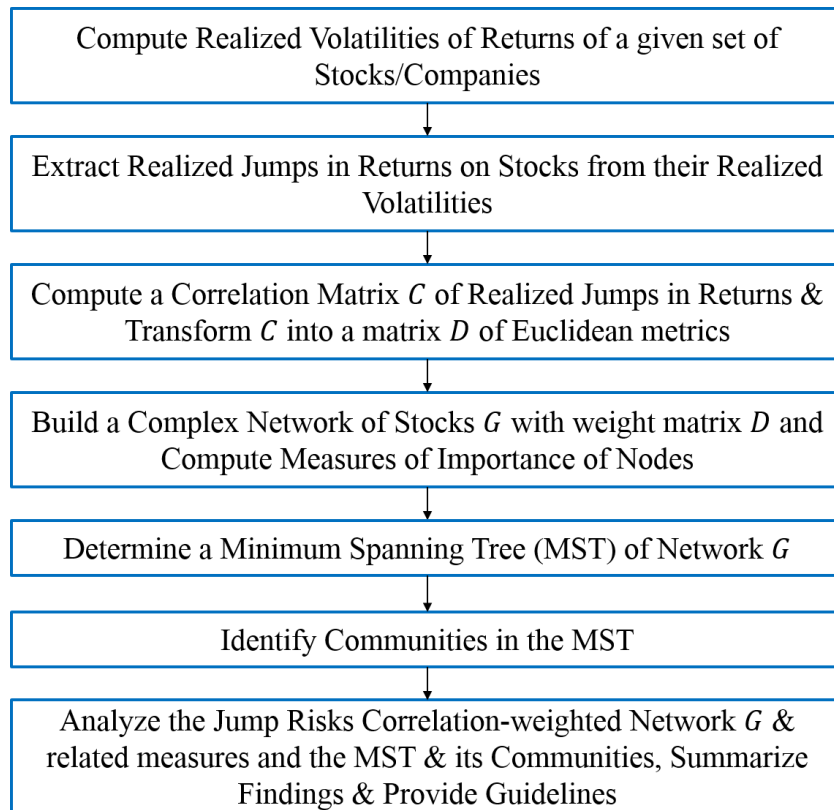 Compute Realized Volatilities of Returns of a given set of
Stocks/Companies
Extract Realized Jumps in Returns on Stocks from their Realized
Volatilities
Compute a Correlation Matrix C of Realized Jumps in Returns &
Transform C into a matrix D of Euclidean metrics
Build a Complex Network of Stocks G with weight matrix D and
Compute Measures of Importance of Nodes
Determine a Minimum Spanning Tree (MST) of Network G
Identify Communities in the MST
Analyze the Jump Risks Correlation-weighted Network G &
related measures and the MST & its Communities, Summarize
Findings & Provide Guidelines